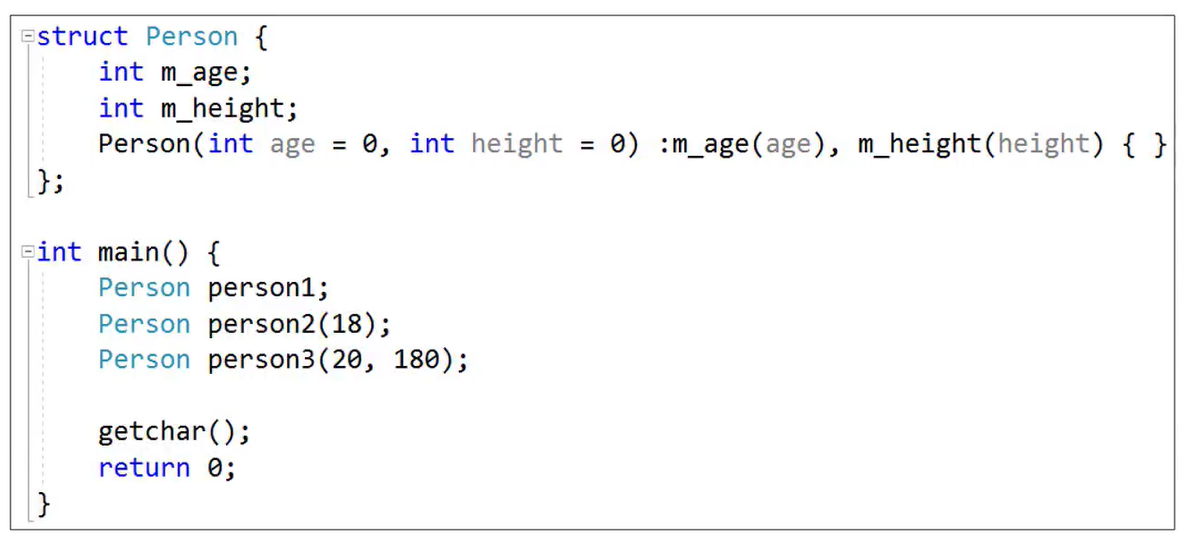 struct Person {
    int m_age;
    int m_height;
    Person(int age = 0, int height = 0) :m_age(age), m_height(height) { }
};

int main() {
    Person person1;
    Person person2(18);
    Person person3(20, 180);

    getchar();
    return 0;
}